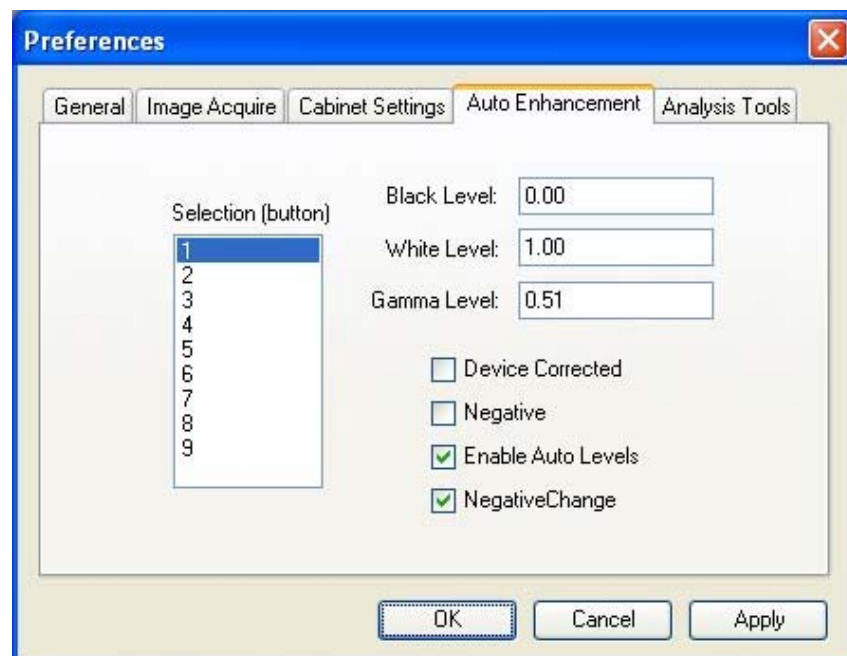 Preferences
General Image Acquire Cabinet Settings Auto Enhancement Analysis Tools
Selection (button)
1
2
3
4
5
6
7
8
9
Black Level: 0.00
White Level: 1.00
Gamma Level: 0.51
Device Corrected
Negative
Enable Auto Levels
NegativeChange
OK Cancel Apply